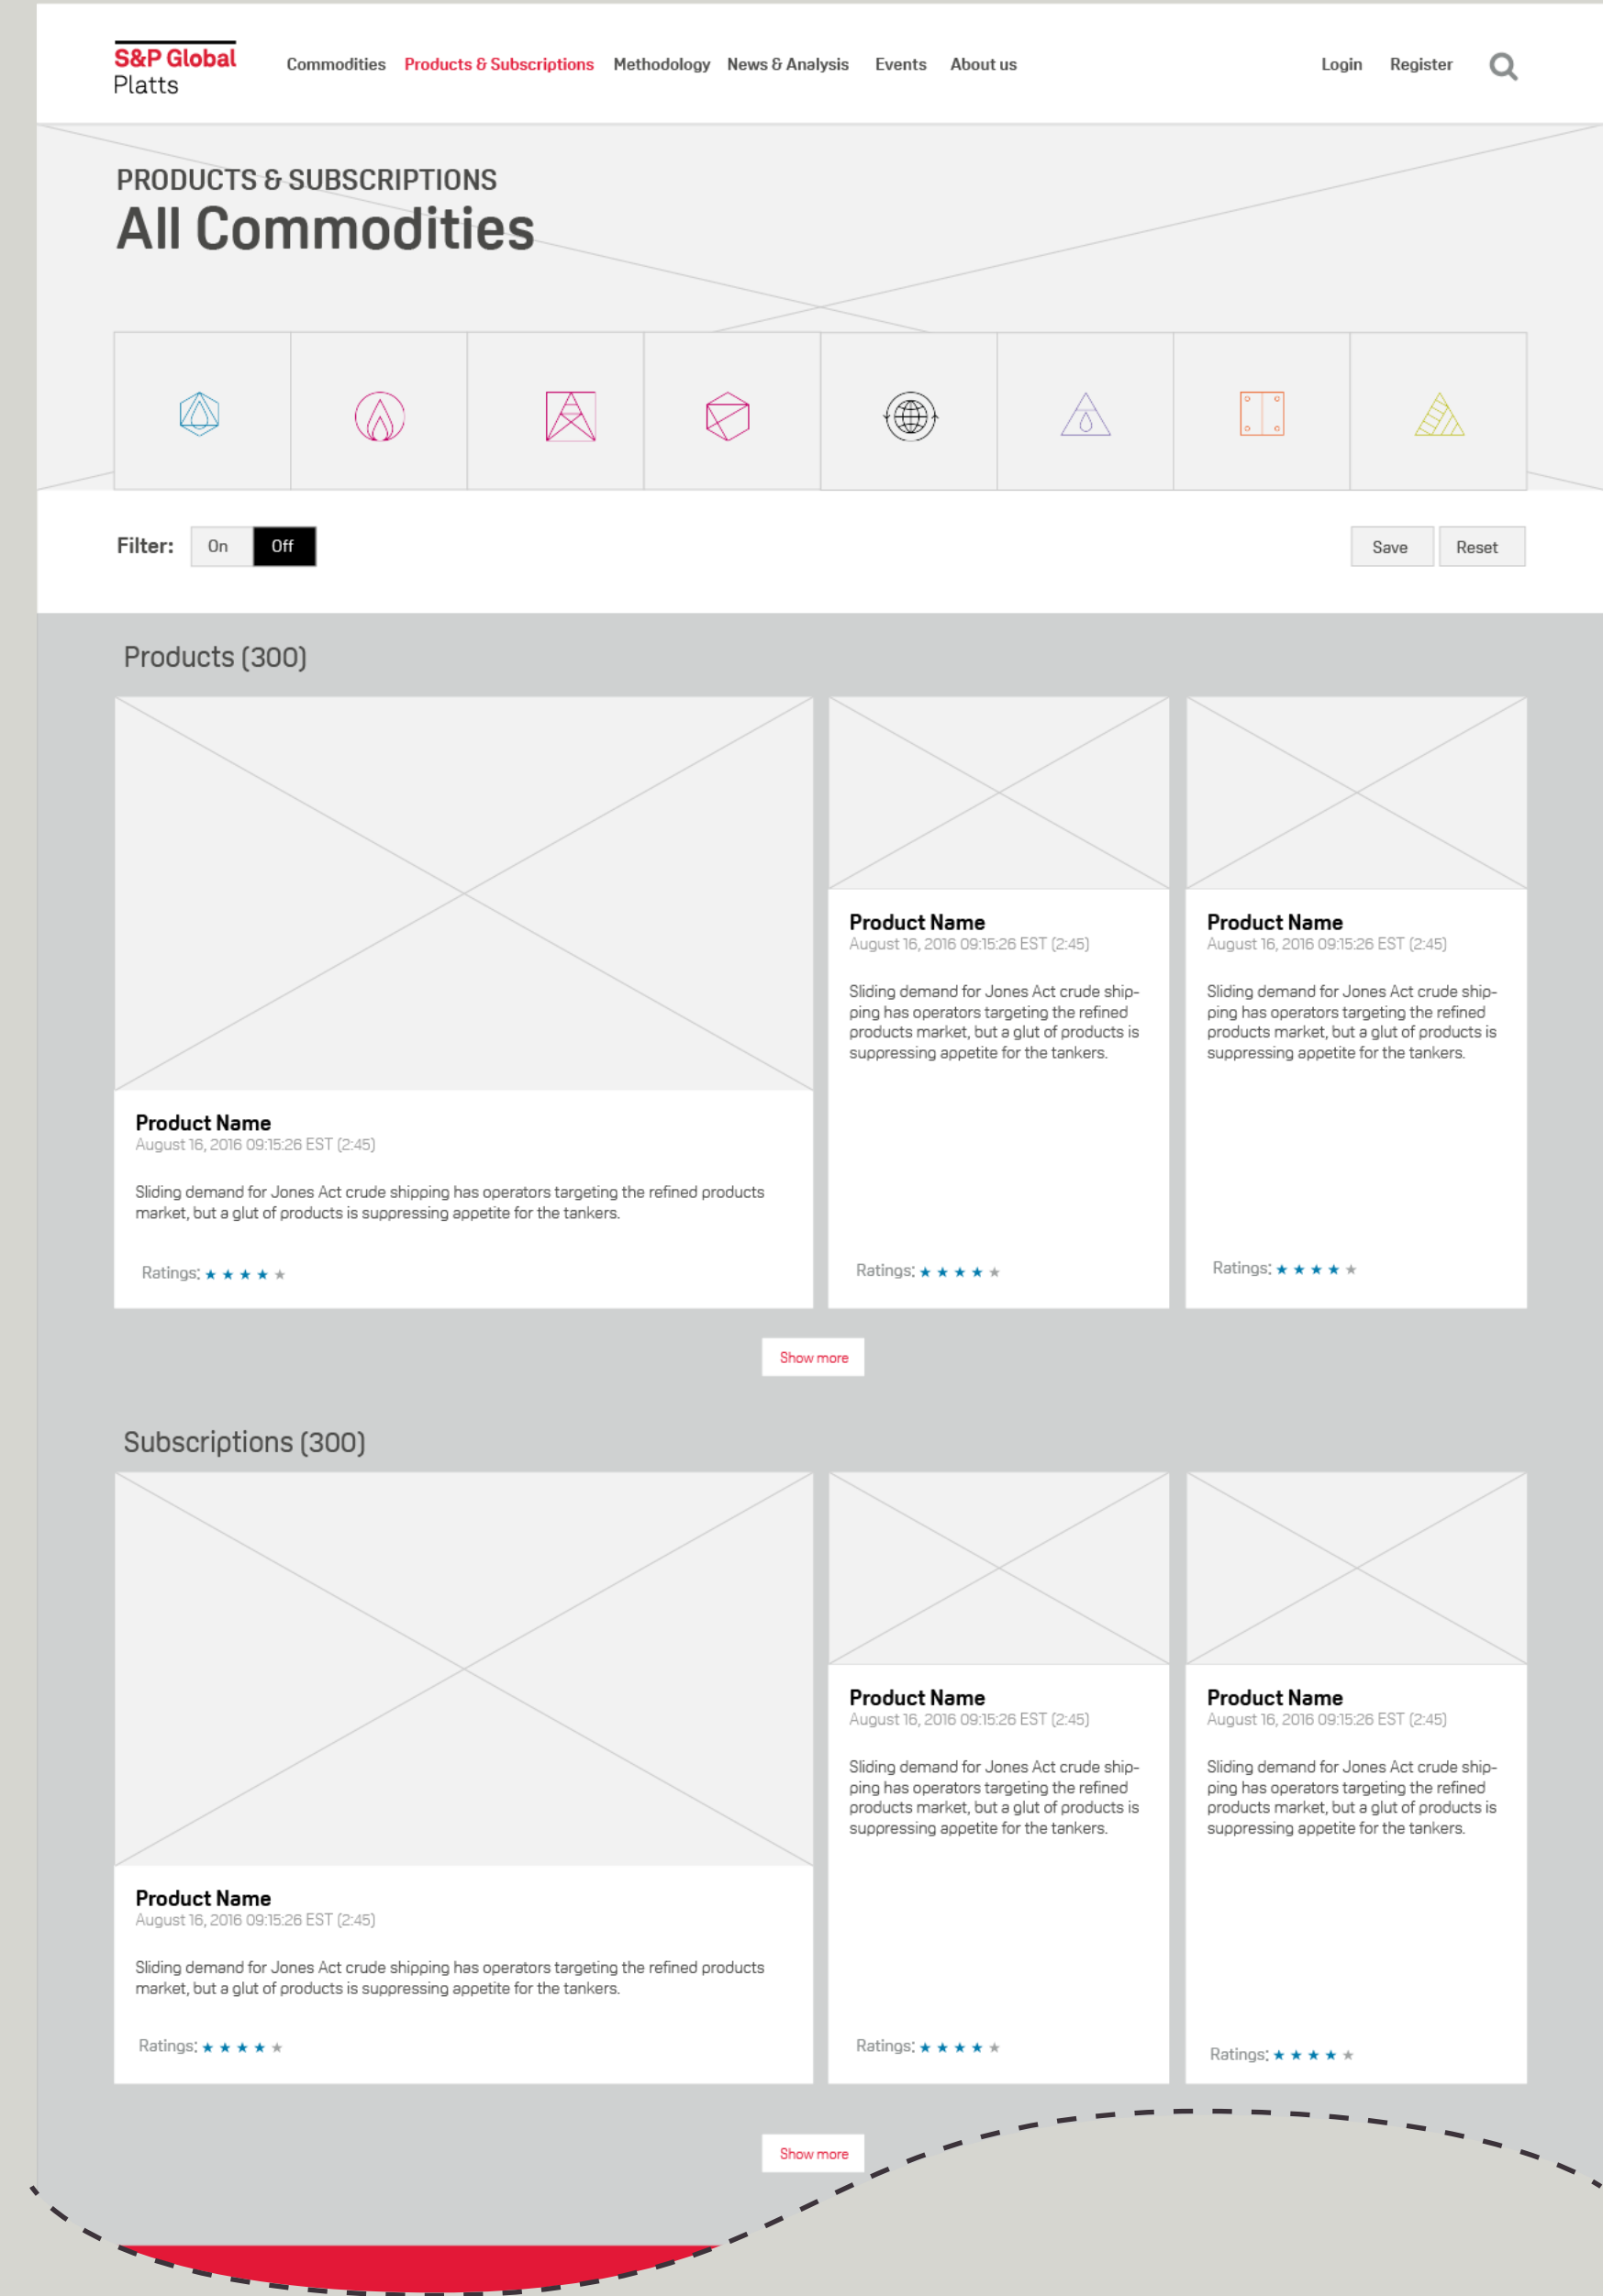 S&P Global
Platts
Commodities Products & Subscriptions Methodology News & Analysis Events About us Login Register
PRODUCTS & SUBSCRIPTIONS
All Commodities
Filter: On Off Save Reset
Products (300)
Product Name
August 16, 2016 09:15:26 EST (2:45)
Sliding demand for Jones Act crude shipping has operators targeting the refined products
market, but a glut of products is suppressing appetite for the tankers.
Ratings:
Product Name
August 16, 2016 09:15:26 EST (2:45)
Sliding demand for Jones Act crude ship-
ping has operators targeting the refined
products market, but a glut of products is
suppressing appetite for the tankers.
Ratings:
Product Name
August 16, 2016 09:15:26 EST (2:45)
Sliding demand for Jones Act crude ship-
ping has operators targeting the refined
products market, but a glut of products is
suppressing appetite for the tankers.
Ratings:
Show more
Subscriptions (300)
Product Name
August 16, 2016 09:15:26 EST (2:45)
Sliding demand for Jones Act crude shipping has operators targeting the refined products
market, but a glut of products is suppressing appetite for the tankers.
Ratings:
Product Name
August 16, 2016 09:15:26 EST (2:45)
Sliding demand for Jones Act crude ship-
ping has operators targeting the refined
products market, but a glut of products is
suppressing appetite for the tankers.
Ratings:
Product Name
August 16, 2016 09:15:26 EST (2:45)
Sliding demand for Jones Act crude ship-
ping has operators targeting the refined
products market, but a glut of products is
suppressing appetite for the tankers.
Ratings:
Show more